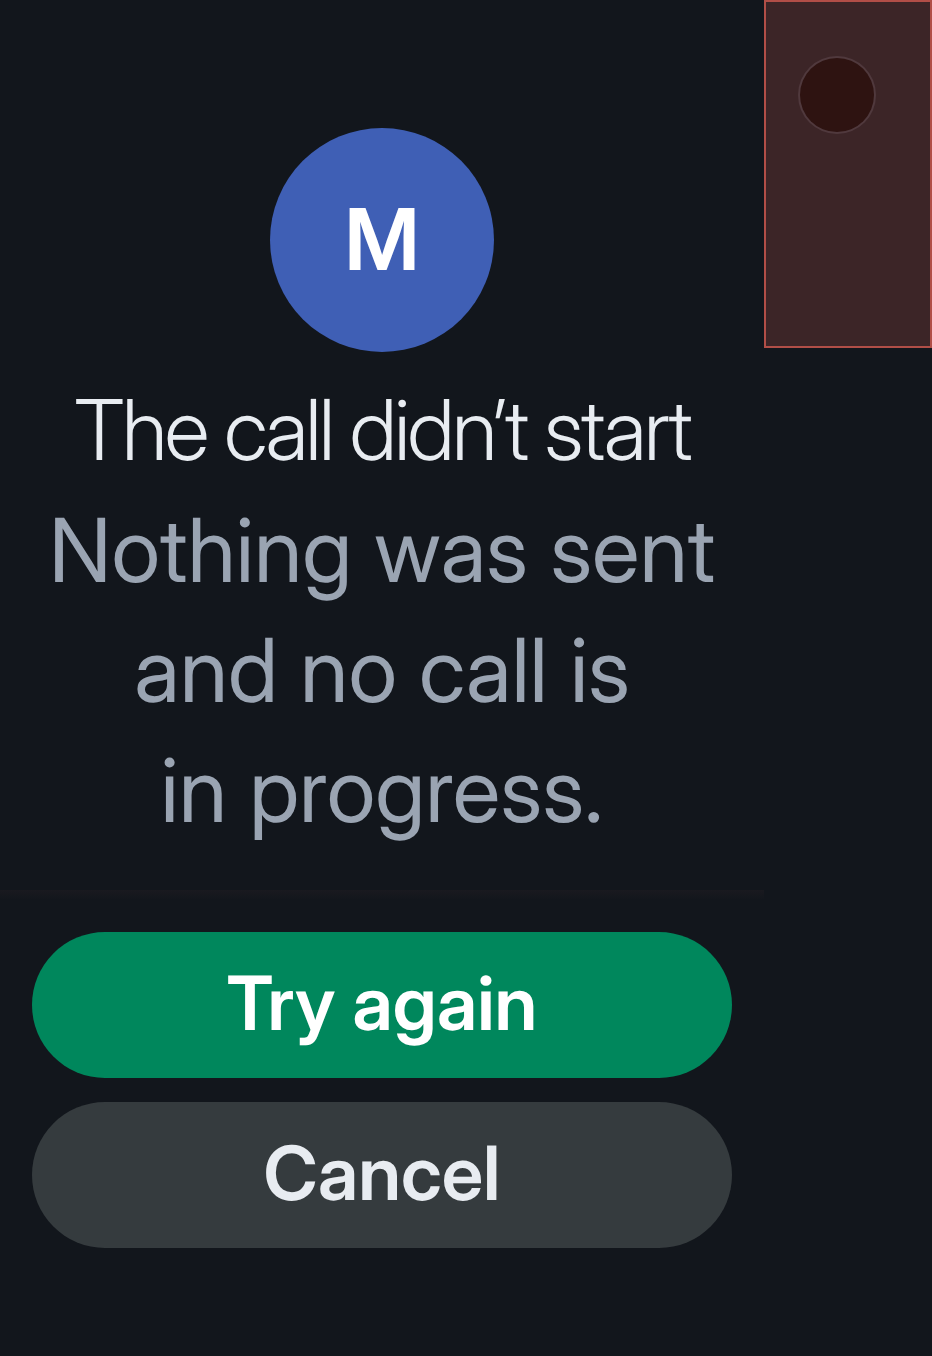 M
The call didn’t start
Nothing was sent
and no call is
in progress.
Try again
Cancel